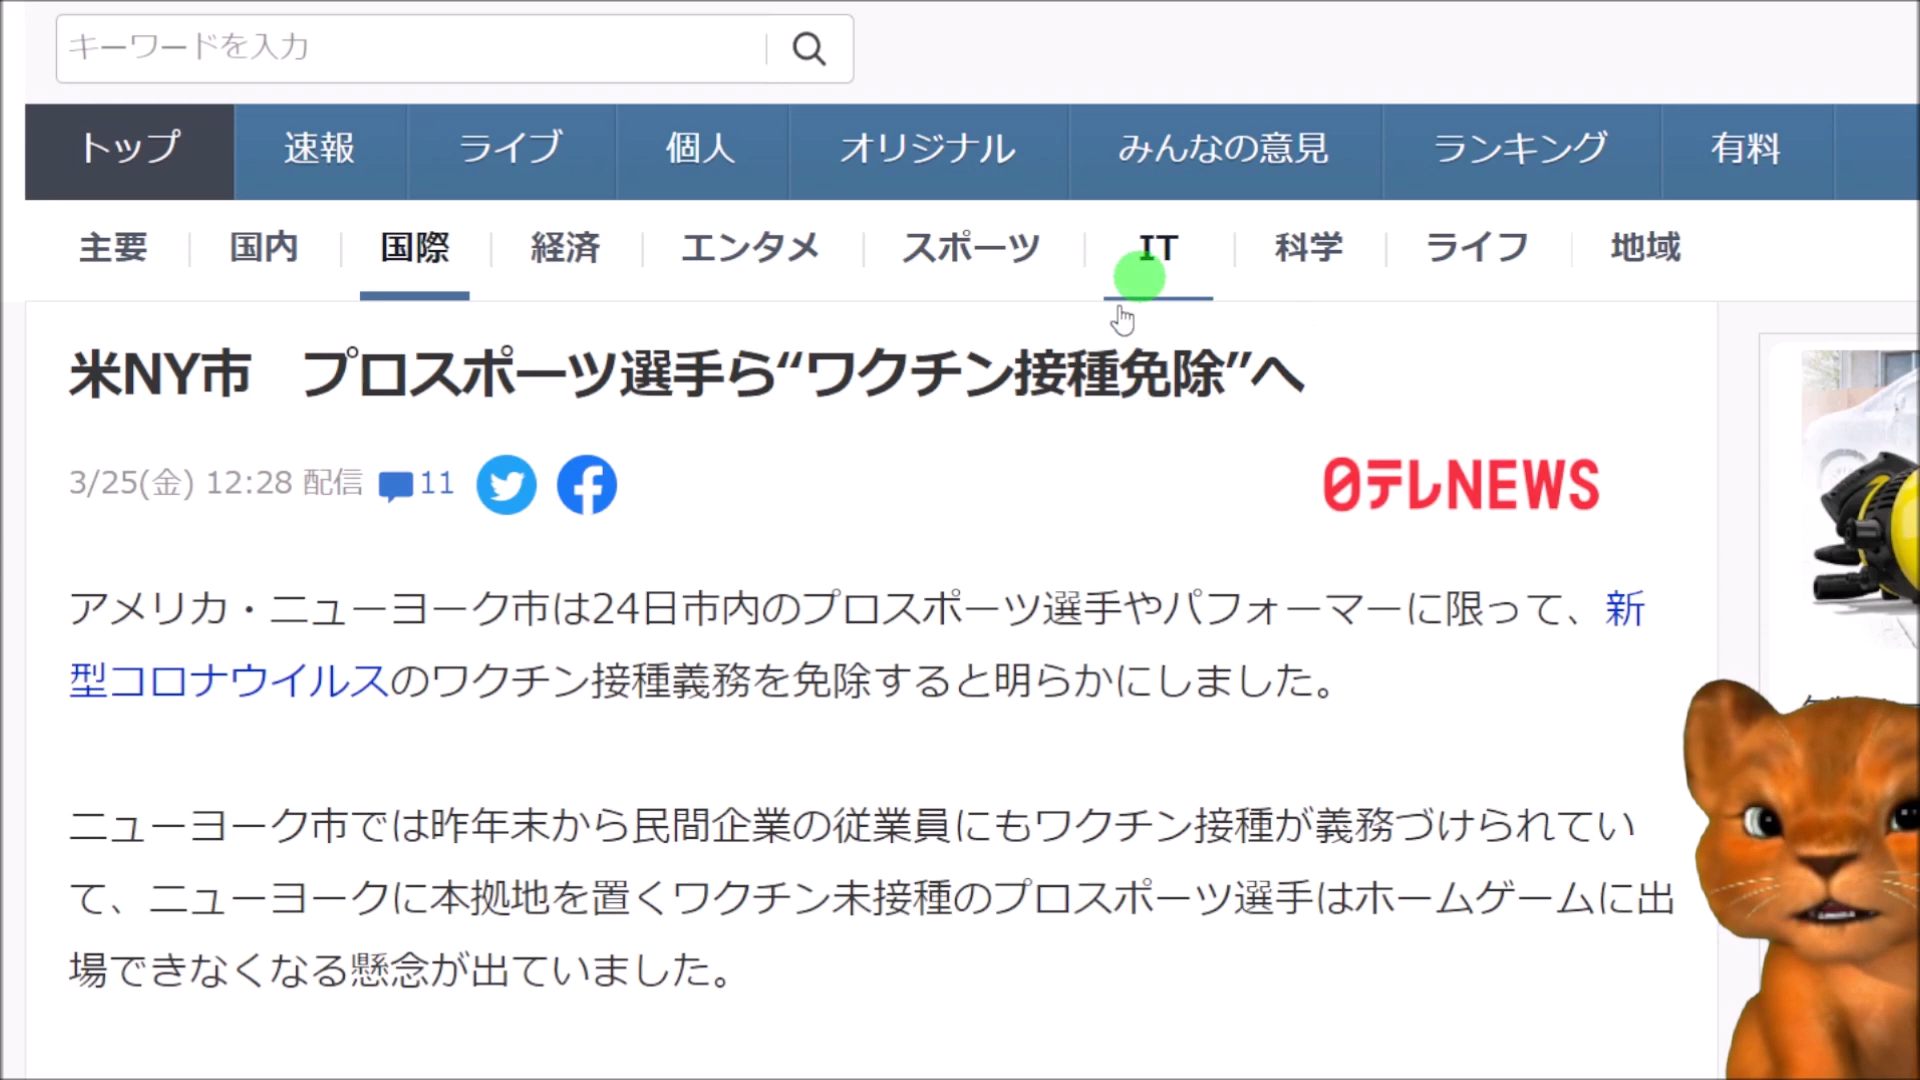 キーワードを入力
トップ 速報 ライブ 個人 オリジナル みんなの意見 ランキング 有料
主要 国内 国際 経済 エンタメ スポーツ IT 科学 ライフ 地域
米NY市　プロスポーツ選手ら“ワクチン接種免除”へ
3/25(金) 12:28 配信 11
日テレNEWS
アメリカ・ニューヨーク市は24日市内のプロスポーツ選手やパフォーマーに限って、新
型コロナウイルスのワクチン接種義務を免除すると明らかにしました。
ニューヨーク市では昨年末から民間企業の従業員にもワクチン接種が義務づけられてい
て、ニューヨークに本拠地を置くワクチン未接種のプロスポーツ選手はホームゲームに出
場できなくなる懸念が出ていました。